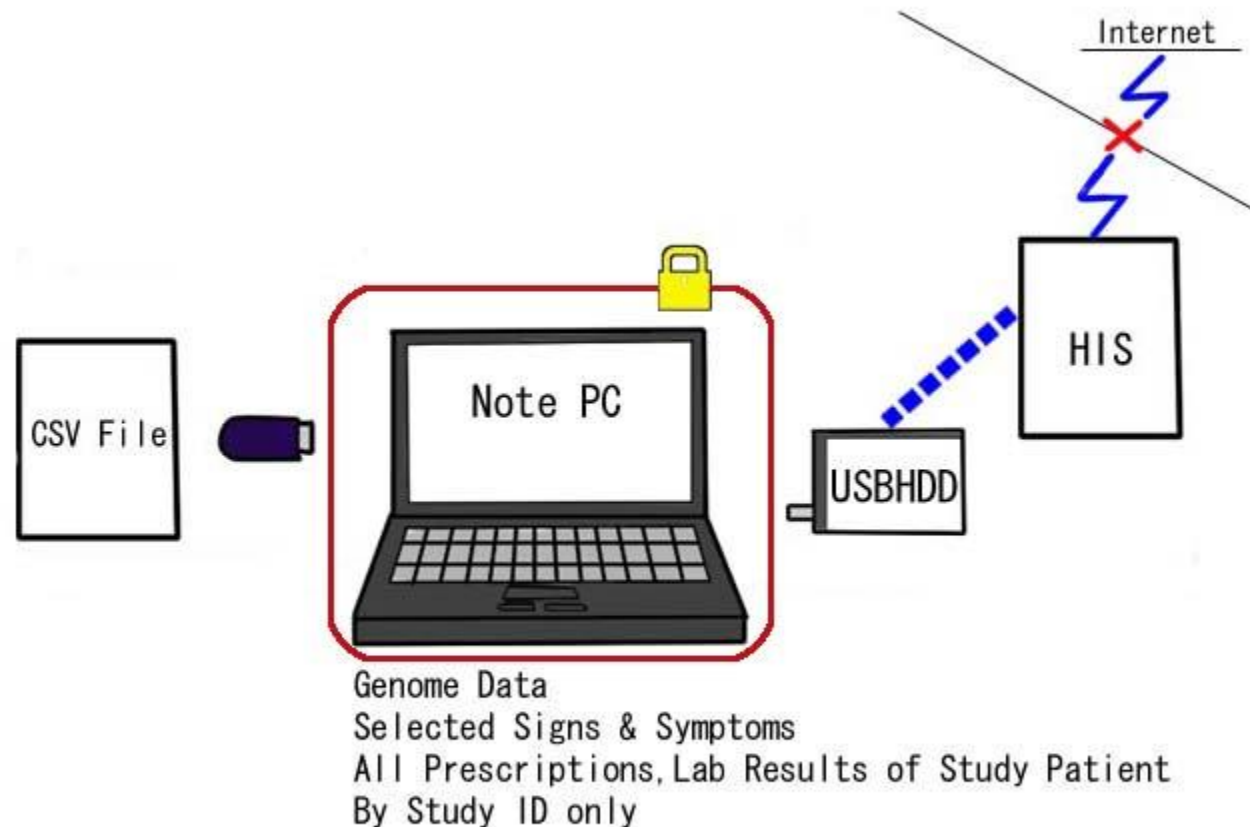 Internet
HIS
Note PC
CSV File
USBHDD
Genome Data
Selected Signs & Symptoms
All Prescriptions,Lab Results of Study Patient
By Study ID only